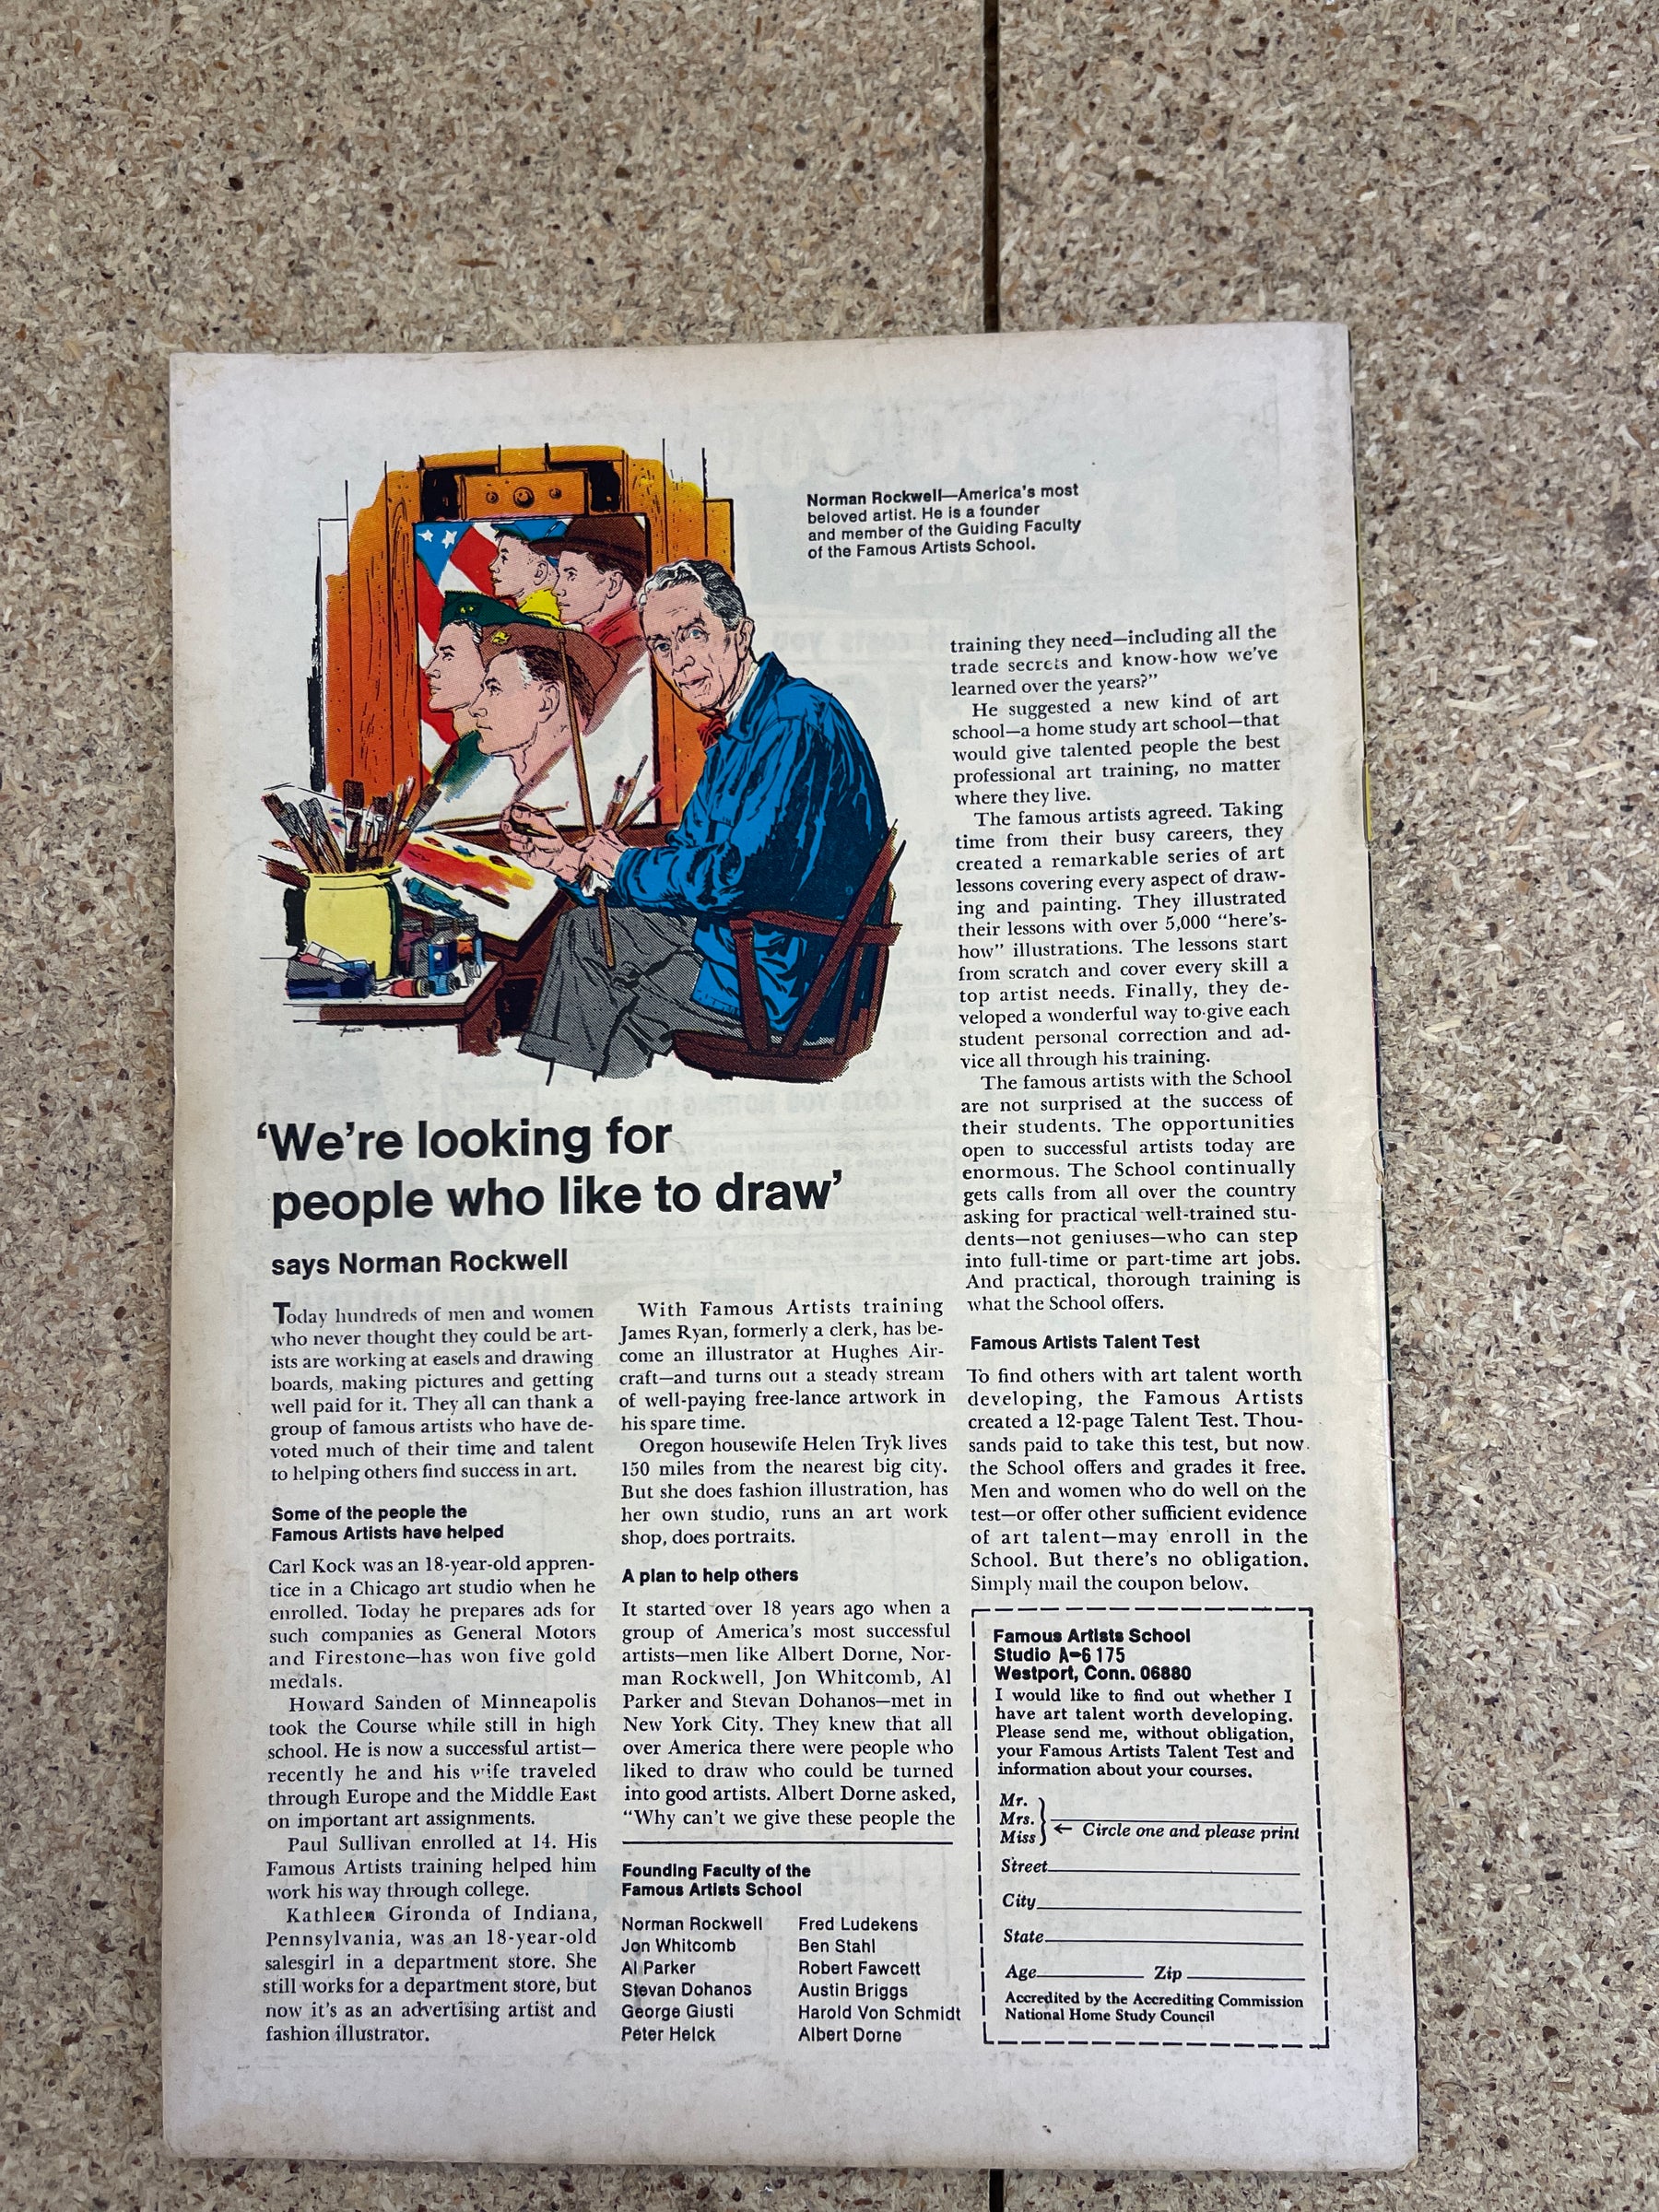 Norman Rockwell—America's most
beloved artist. He is a founder
and member of the Guiding Faculty
of the Famous Artists School.
'We're looking for
people who like to draw'
says Norman Rockwell
Today hundreds of men and women
who never thought they could be art-
ists are working at easels and drawing
boards, making pictures and getting
well paid for it. They all can thank a
group of famous artists who have de-
voted much of their time and talent
to helping others find success in art.
Some of the people the
Famous Artists have helped
Carl Kock was an 18-year-old appren-
tice in a Chicago art studio when he
enrolled. Today he prepares ads for
such companies as General Motors
and Firestone—has won five gold
medals.
Howard Sanden of Minneapolis
took the Course while still in high
school. He is now a successful artist—
recently he and his wife traveled
through Europe and the Middle East
on important art assignments.
Paul Sullivan enrolled at 14. His
Famous Artists training helped him
work his way through college.
Kathleen Gironda of Indiana,
Pennsylvania, was an 18-year-old
salesgirl in a department store. She
still works for a department store, but
now it's as an advertising artist and
fashion illustrator.
With Famous Artists training
James Ryan, formerly a clerk, has be-
come an illustrator at Hughes Air-
craft—and turns out a steady stream
of well-paying free-lance artwork in
his spare time.
Oregon housewife Helen Tryk lives
150 miles from the nearest big city.
But she does fashion illustration, has
her own studio, runs an art work
shop, does portraits.
A plan to help others
It started over 18 years ago when a
group of America's most successful
artists—men like Albert Dorne, Nor-
man Rockwell, Jon Whitcomb, Al
Parker and Stevan Dohanos—met in
New York City. They knew that all
over America there were people who
liked to draw who could be turned
into good artists. Albert Dorne asked,
"Why can't we give these people the
Founding Faculty of the
Famous Artists School
Norman Rockwell
Jon Whitcomb
Al Parker
Stevan Dohanos
George Giusti
Peter Helck
Fred Ludekens
Ben Stahl
Robert Fawcett
Austin Briggs
Harold Von Schmidt
Albert Dorne
training they need—including all the
trade secrets and know-how we've
learned over the years?"
He suggested a new kind of art
school—a home study art school—that
would give talented people the best
professional art training, no matter
where they live.
The famous artists agreed. Taking
time from their busy careers, they
created a remarkable series of art
lessons covering every aspect of draw-
ing and painting. They illustrated
their lessons with over 5,000 "here's-
how" illustrations. The lessons start
from scratch and cover every skill a
top artist needs. Finally, they de-
veloped a wonderful way to give each
student personal correction and ad-
vice all through his training.
The famous artists with the School
are not surprised at the success of
their students. The opportunities
open to successful artists today are
enormous. The School continually
gets calls from all over the country
asking for practical well-trained stu-
dents—not geniuses—who can step
into full-time or part-time art jobs.
And practical, thorough training is
what the School offers.
Famous Artists Talent Test
To find others with art talent worth
developing, the Famous Artists
created a 12-page Talent Test. Thou-
sands paid to take this test, but now
the School offers and grades it free.
Men and women who do well on the
test—or offer other sufficient evidence
of art talent—may enroll in the
School. But there's no obligation.
Simply mail the coupon below.
Famous Artists School
Studio A-6175
Westport, Conn. 06880
I would like to find out whether I
have art talent worth developing.
Please send me, without obligation,
your Famous Artists Talent Test and
information about your courses.
Mr.
Mrs.
Miss
← Circle one and please print
Street
City
State
Age Zip
Accredited by the Accrediting Commission
National Home Study Council